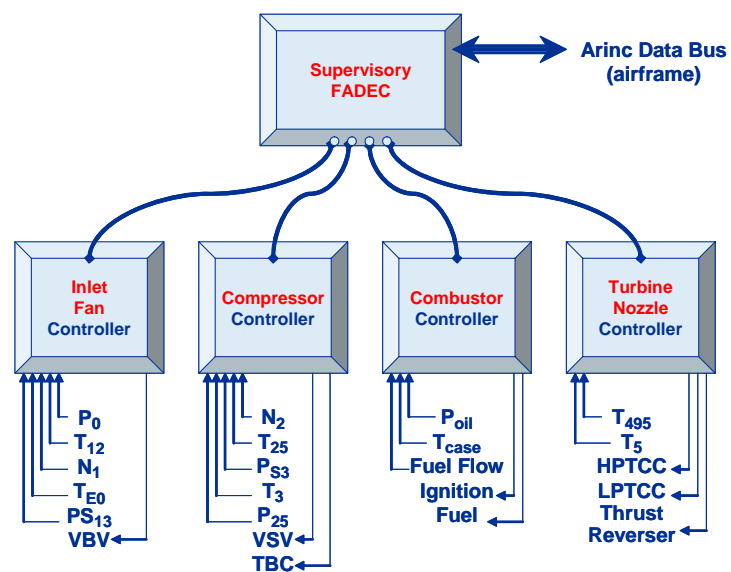 Supervisory
FADEC
Arinc Data Bus
(airframe)
Inlet
Fan
Controller
Compressor
Controller
Combustor
Controller
Turbine
Nozzle
Controller
P0
T12
N1
TE0
PS13
VBV
N2
T25
PS3
T3
P25
VSV
TBC
Poil
Tcase
Fuel Flow
Ignition
Fuel
T495
T5
HPTCC
LPTCC
Thrust
Reverser